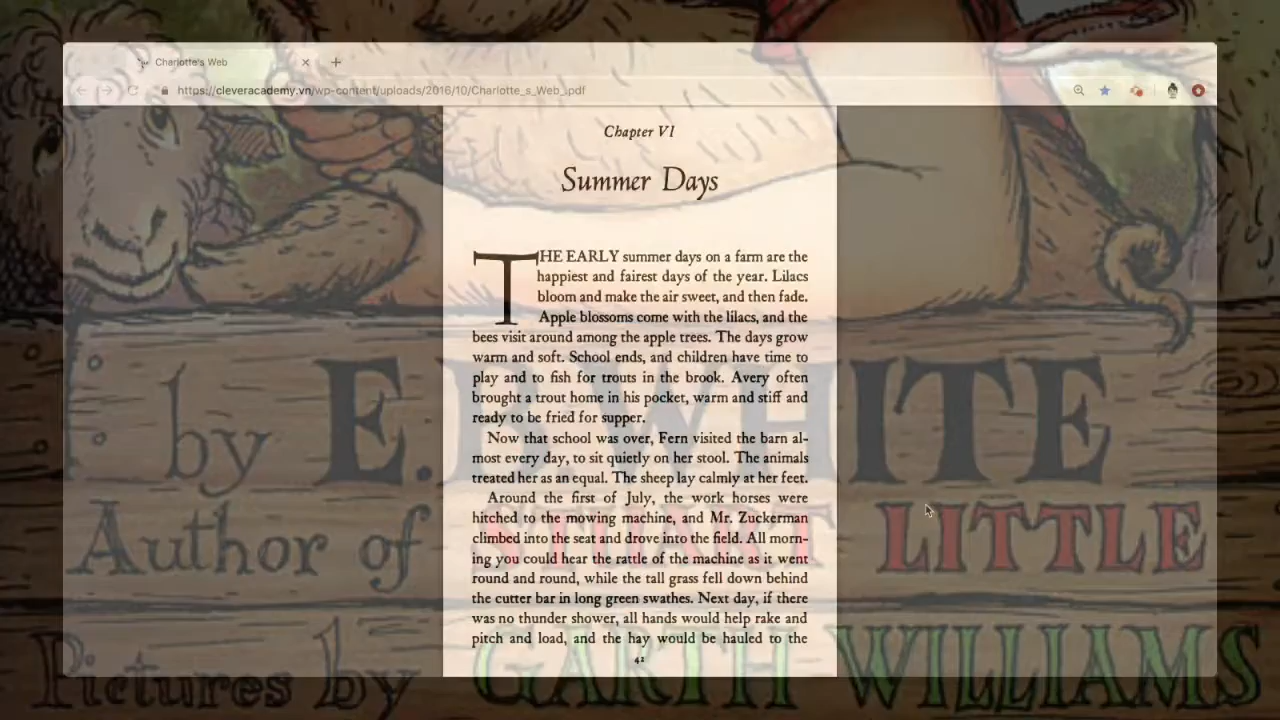 Charlotte's Web
https://cleveracademy.vn/wp-content/uploads/2016/10/Charlotte_s_Web_.pdf
Chapter VI
Summer Days
THE EARLY summer days on a farm are the
happiest and fairest days of the year. Lilacs
bloom and make the air sweet, and then fade.
Apple blossoms come with the lilacs, and the
bees visit around among the apple trees. The days grow
warm and soft. School ends, and children have time to
play and to fish for trouts in the brook. Avery often
brought a trout home in his pocket, warm and stiff and
ready to be fried for supper.
Now that school was over, Fern visited the barn al-
most every day, to sit quietly on her stool. The animals
treated her as an equal. The sheep lay calmly at her feet.
Around the first of July, the work horses were
hitched to the mowing machine, and Mr. Zuckerman
climbed into the seat and drove into the field. All morn-
ing you could hear the rattle of the machine as it went
round and round, while the tall grass fell down behind
the cutter bar in long green swathes. Next day, if there
was no thunder shower, all hands would help rake and
pitch and load, and the hay would be hauled to the
42
by E. B. WHITE
Author of STUART LITTLE
Pictures by GARTH WILLIAMS